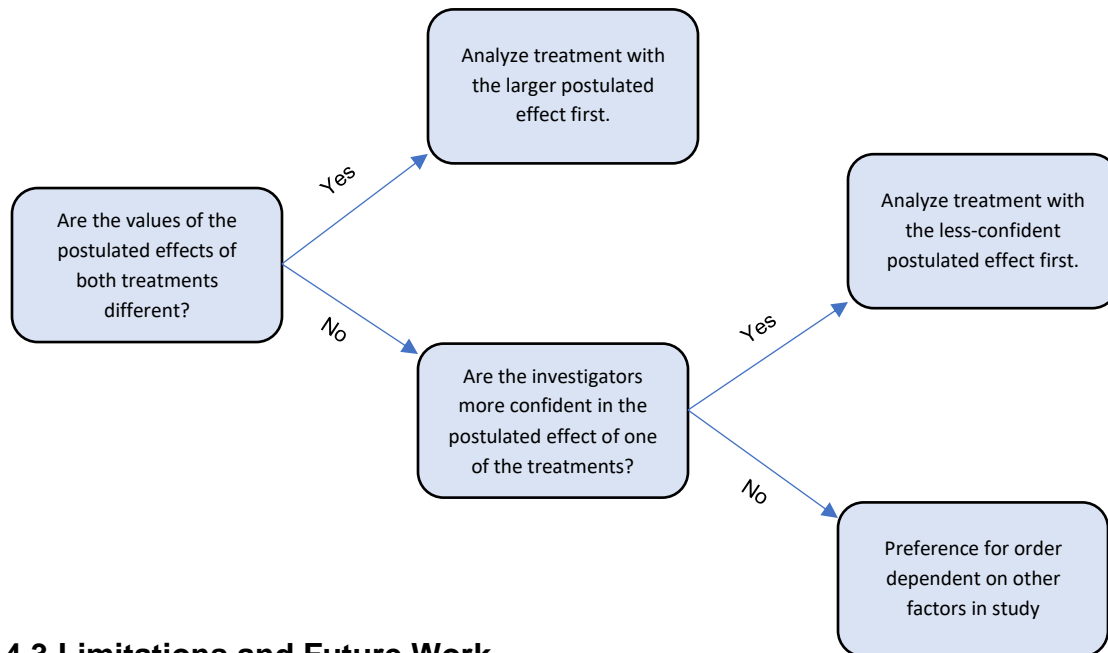 Analyze treatment with
the larger postulated
effect first.
Yes
Are the values of the
postulated effects of
both treatments
different?
No
Analyze treatment with
the less-confident
postulated effect first.
Yes
Are the investigators
more confident in the
postulated effect of one
of the treatments?
No
Preference for order
dependent on other
factors in study
4.3 Limitations and Future Work